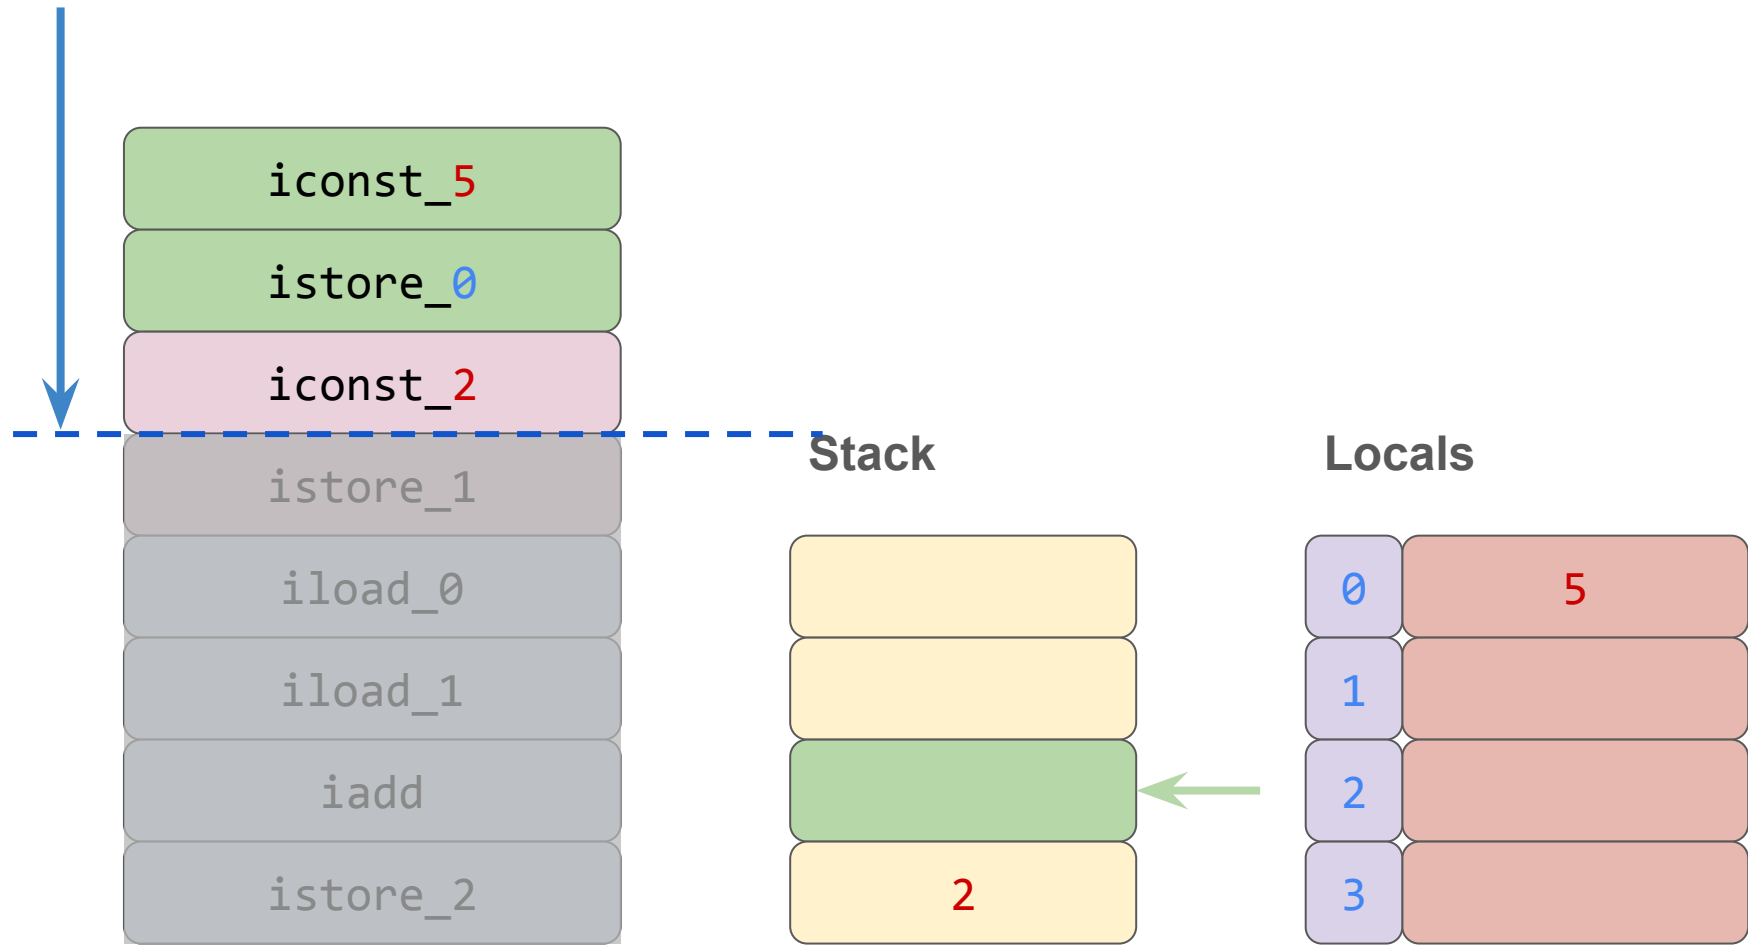 iconst_5
istore_0
iconst_2
istore_1
iload_0
iload_1
iadd
istore_2
Stack
2
Locals
0 5
1
2
3